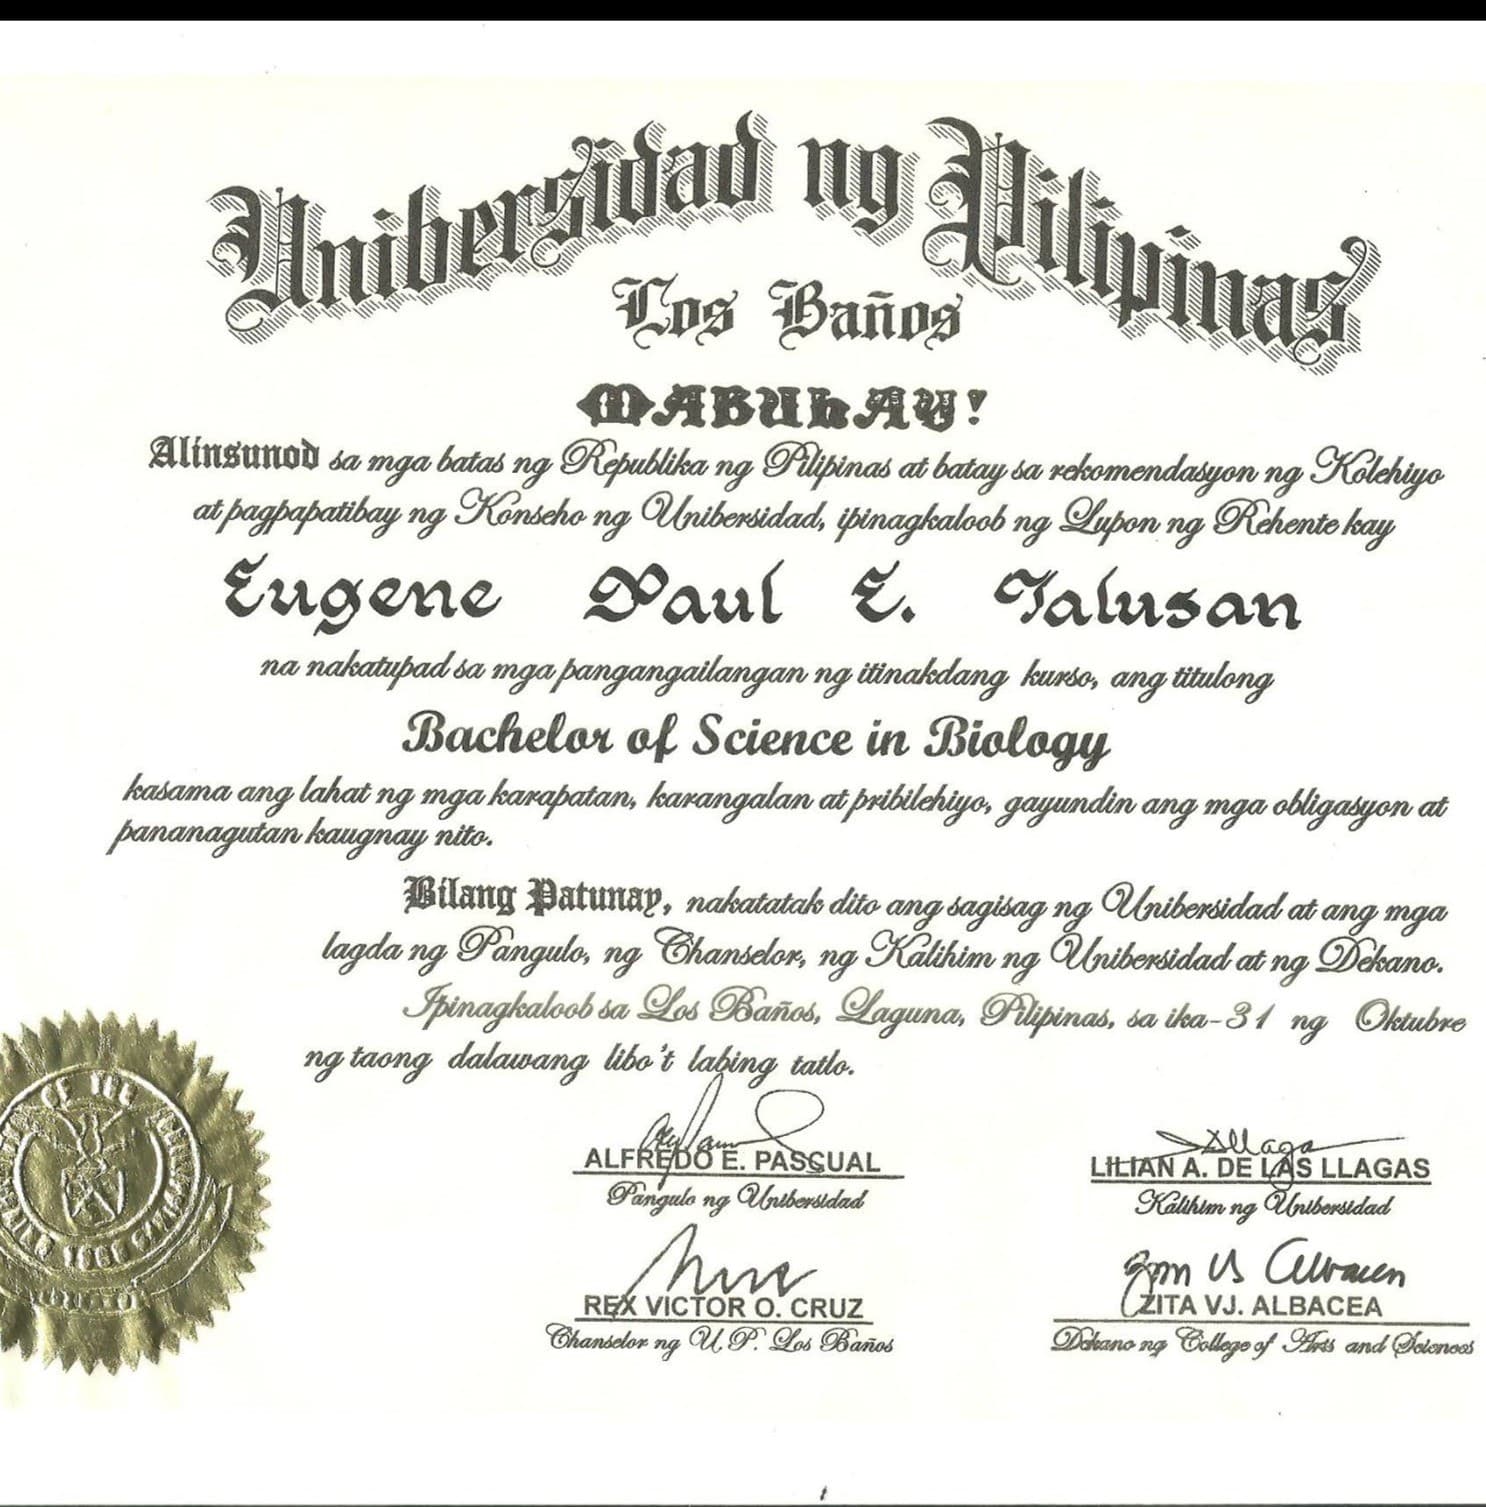 Unibersidad ng Pilipinas
Los Baños
MABUHAY!
Alinsunod sa mga batas ng Republika ng Pilipinas at batay sa rekomendasyon ng Kolehiyo
at pagpapatibay ng Konseho ng Unibersidad, ipinagkaloob ng Lupon ng Rehente kay
Eugene Paul E. Talusan
na nakatupad sa mga pangangailangan ng itinakdang kurso, ang titulong
Bachelor of Science in Biology
kasama ang lahat ng mga karapatan, karangalan at pribilehiyo, gayundin ang mga obligasyon at
pananagutan kaugnay nito.
Bilang Patunay, nakatatak dito ang sagisag ng Unibersidad at ang mga
lagda ng Pangulo, ng Chanselor, ng Kalihim ng Unibersidad at ng Dekano.
Ipinagkaloob sa Los Baños, Laguna, Pilipinas, sa ika-31 ng Oktubre
ng taong dalawang libo't labing tatlo.
ALFREDO E. PASCUAL
Pangulo ng Unibersidad
LILIAN A. DE LAS LLAGAS
Kalihim ng Unibersidad
REX VICTOR O. CRUZ
Chanselor ng U.P. Los Baños
ZITA VJ. ALBACEA
Dekano ng College of Arts and Sciences
OF THE